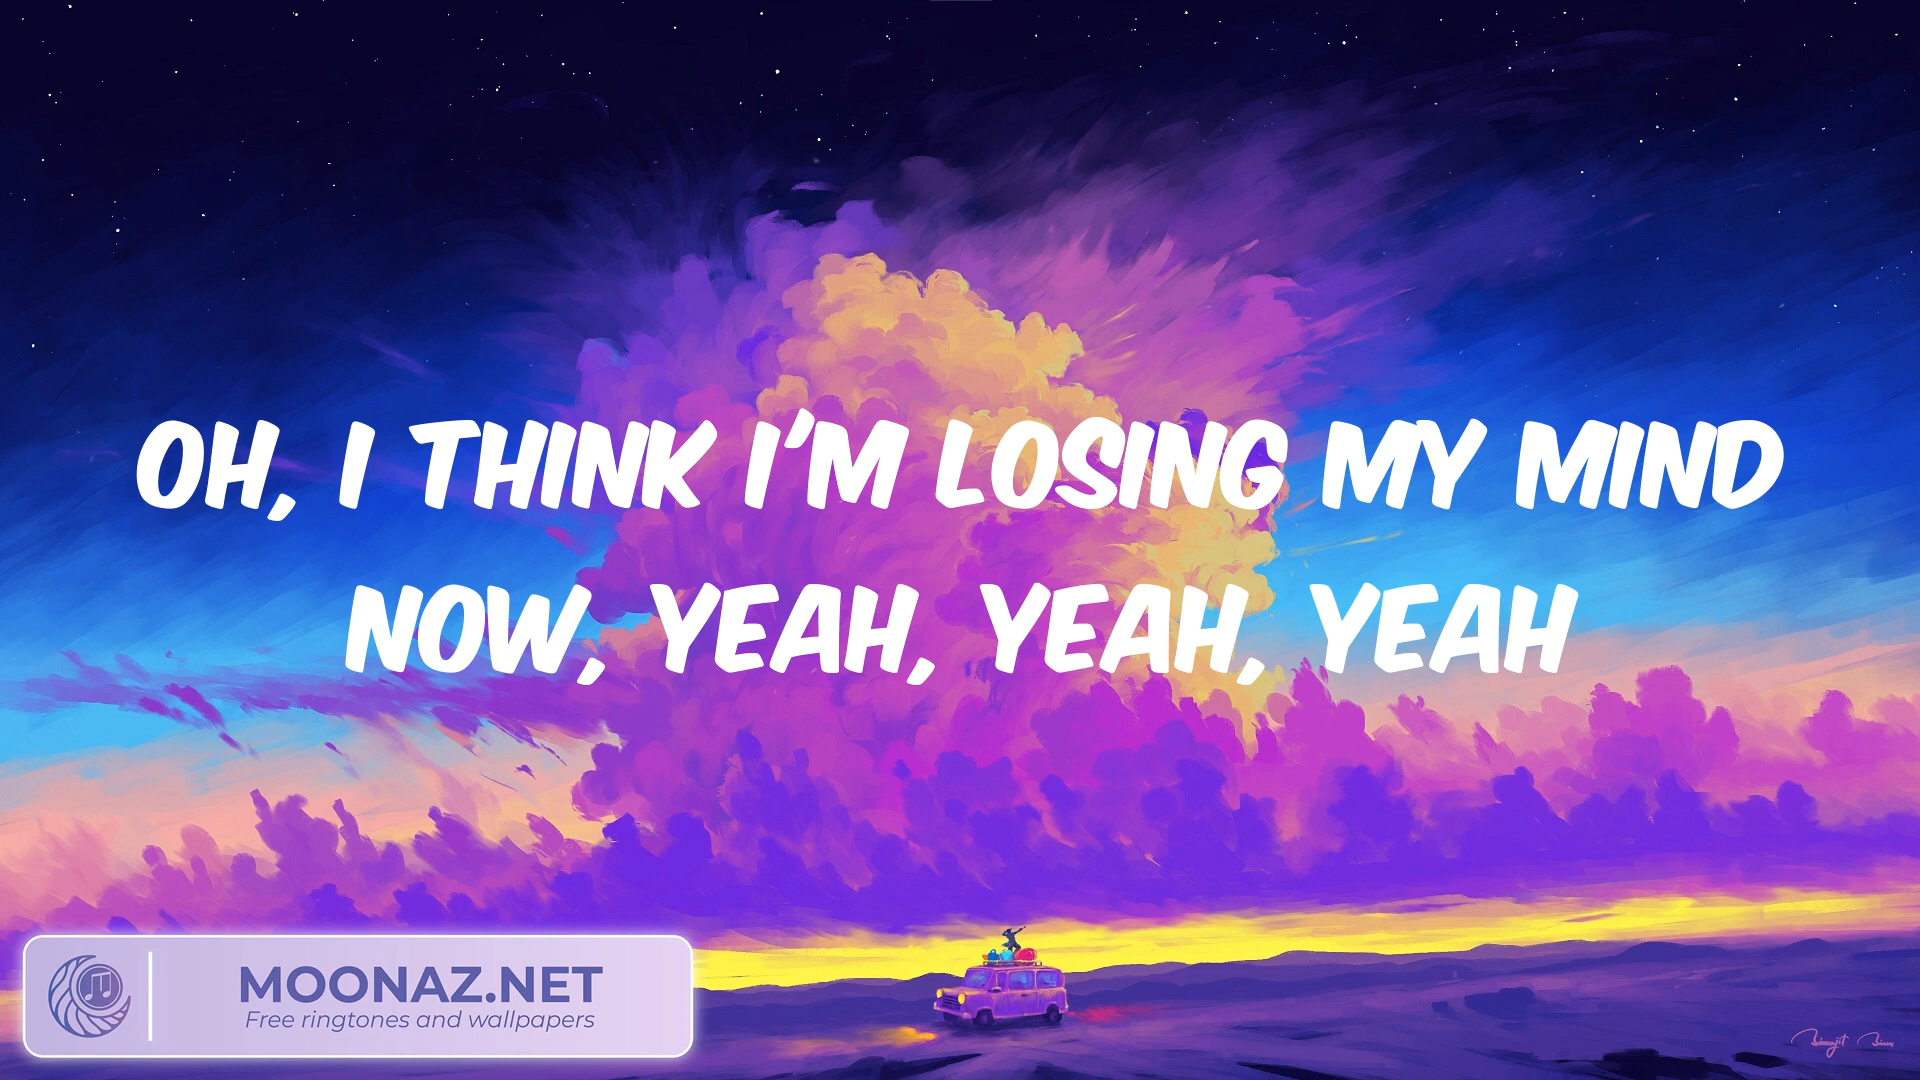 OH, I THINK I'M LOSING MY MIND
NOW, YEAH, YEAH, YEAH
MOONAZ.NET
Free ringtones and wallpapers